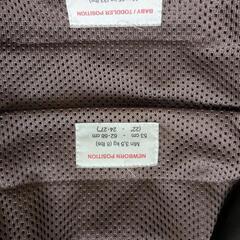 NEWBORN POSITION
Min 3,5 kg (8 lbs)
53 cm - 62-68 cm
(22" - 24-27")
BABY / TODDLER POSITION